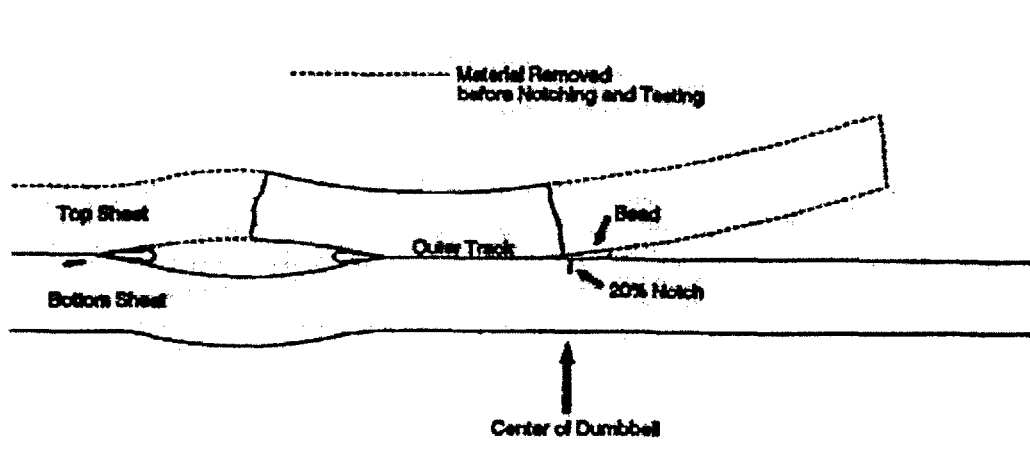 Material Removed
before Notching and Testing
Top Sheet
Bead
Outer Track
20% Notch
Bottom Sheet
Center of Dumbbell